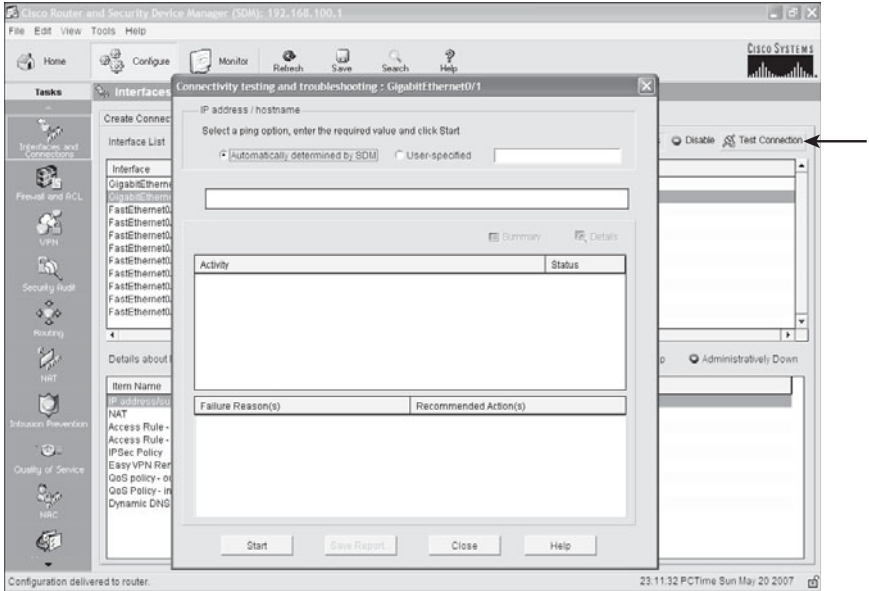 Cisco Router and Security Device Manager (SDM): 192.168.100.1
File Edit View Tools Help
Home Configure Monitor Refresh Save Search Help
CISCO SYSTEMS
Tasks
Interfaces
Connectivity testing and troubleshooting : GigabitEthernet0/1
Interfaces and Connections
Firewall and ACL
VPN
Security Audit
Routing
NAT
Intrusion Prevention
Quality of Service
NAC
Create Connec
Interface List
Disable Test Connection
Interface
GigabitEtherne
GigabitEtherne
FastEthernet0
FastEthernet0
FastEthernet0
FastEthernet0
FastEthernet0
FastEthernet0
FastEthernet0
FastEthernet0
FastEthernet0
Details about
p Administratively Down
Item Name
IP address/su
NAT
Access Rule -
Access Rule -
IPSec Policy
Easy VPN Rer
QoS policy - o
QoS Policy - in
Dynamic DNS
IP address / hostname
Select a ping option, enter the required value and click Start
Automatically determined by SDM User-specified
Summary Details
Activity Status
Failure Reason(s) Recommended Action(s)
Start Save Report... Close Help
Configuration delivered to router.
23:11:32 PCTime Sun May 20 2007